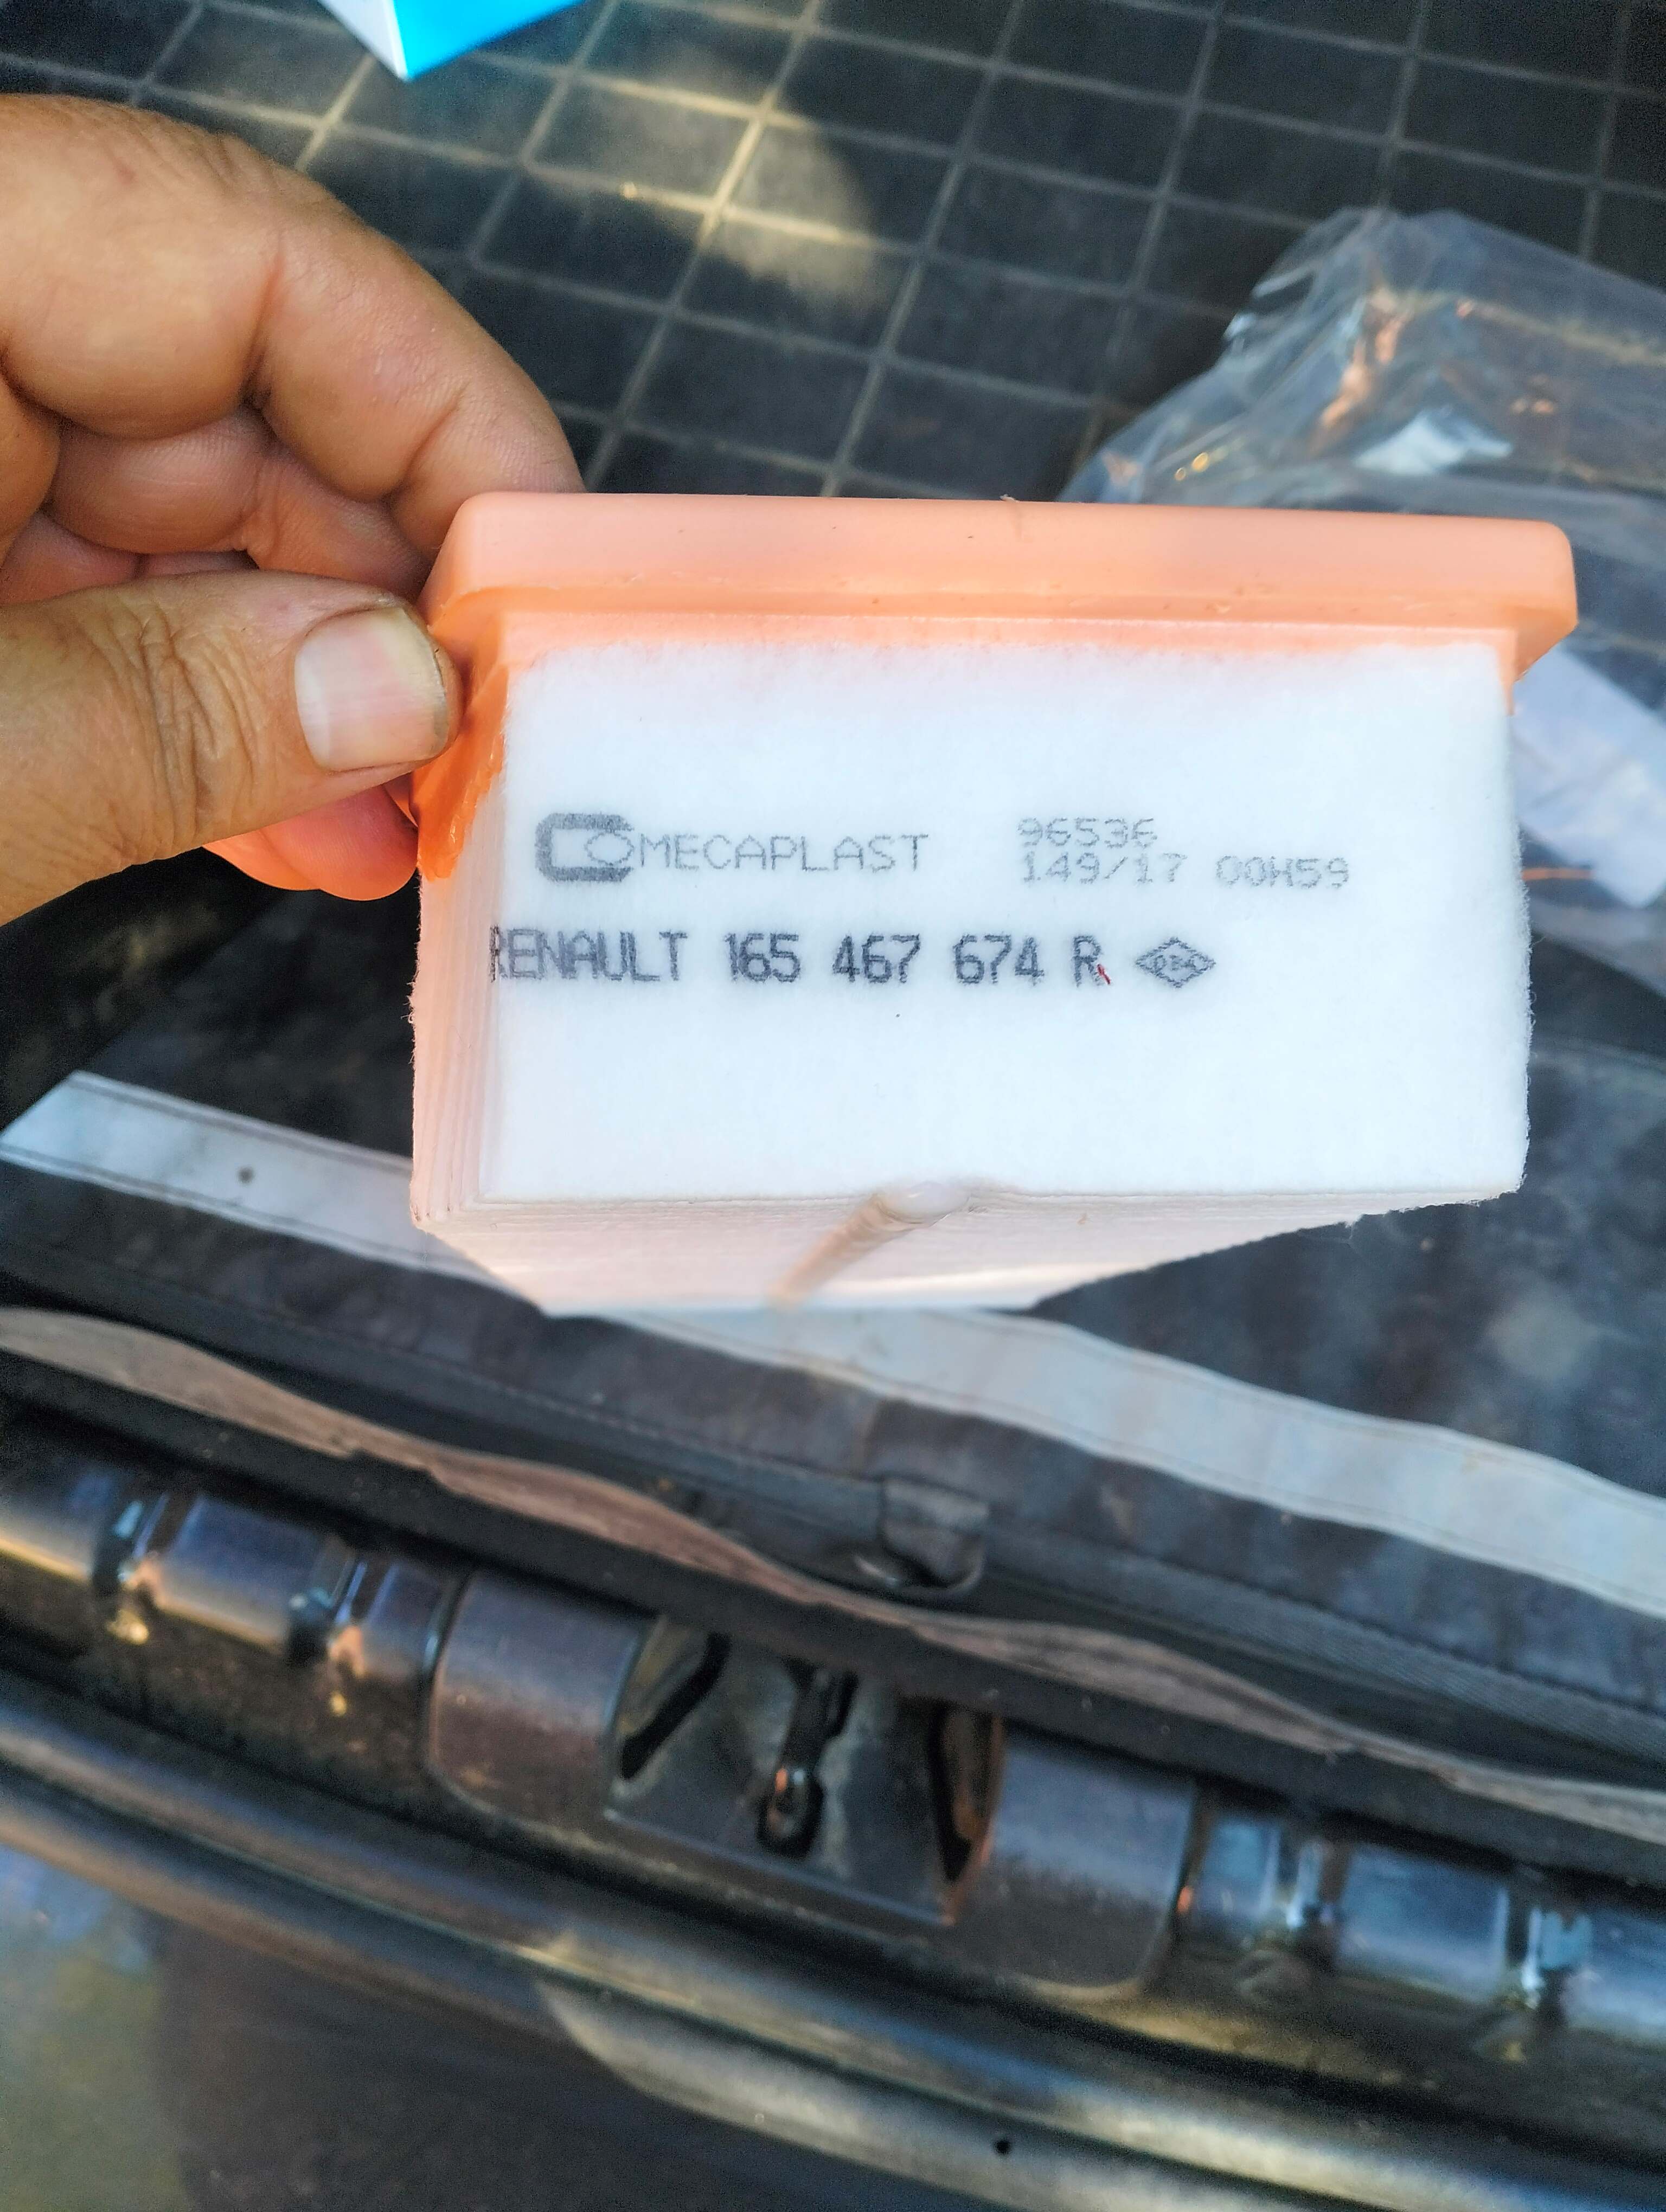 MECAPLAST 96536
149/17 00H59
RENAULT 165 467 674 R